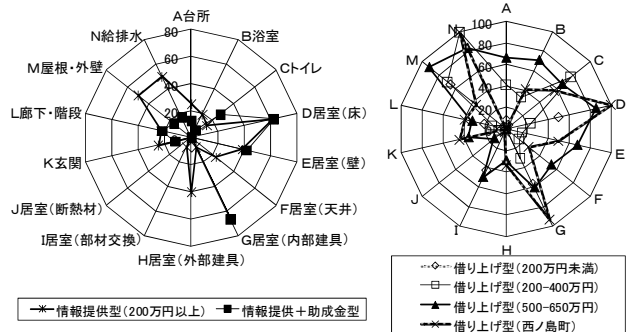 A台所
B浴室
Cトイレ
D居室(床)
E居室(壁)
F居室(天井)
G居室(内部建具)
H居室(外部建具)
I居室(部材交換)
J居室(断熱材)
K玄関
L廊下・階段
M屋根・外壁
N給排水
80
60
40
20
0
情報提供型(200万円以上)
情報提供+助成金型
A
B
C
D
E
F
G
H
I
J
K
L
M
N
100
80
60
40
20
0
借り上げ型(200万円未満)
借り上げ型(200-400万円)
借り上げ型(500-650万円)
借り上げ型(西ノ島町)